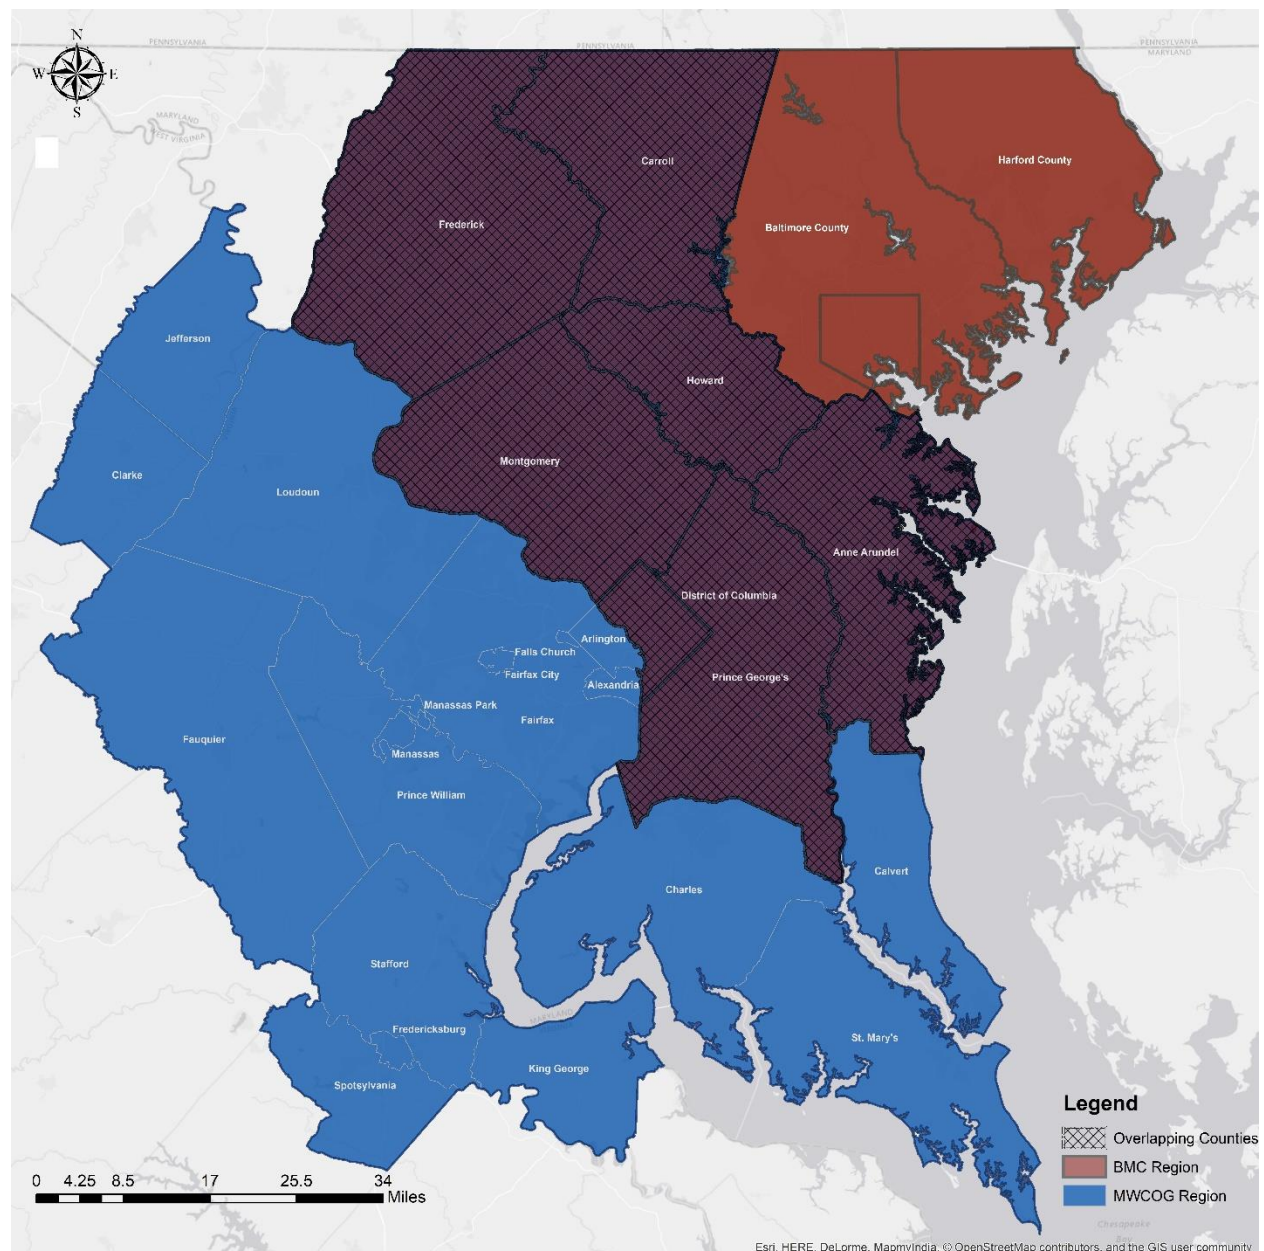 N
W E
S
PENNSYLVANIA
PENNSYLVANIA
PENNSYLVANIA
MARYLAND
MARYLAND
WEST VIRGINIA
Carroll
Harford County
Frederick
Baltimore County
Jefferson
Howard
Montgomery
Clarke
Loudoun
Anne Arundel
District of Columbia
Arlington
Falls Church
Fairfax City
Prince George's
Alexandria
Manassas Park
Fairfax
Fauquier
Manassas
Prince William
Calvert
Charles
Stafford
MARYLAND
Fredericksburg
St. Mary's
King George
Spotsylvania
Legend
Overlapping Counties
BMC Region
MWCOG Region
0 4.25 8.5 17 25.5 34
Miles
Chesapeake
Bay
Esri, HERE, DeLorme, MapmyIndia, © OpenStreetMap contributors, and the GIS user community